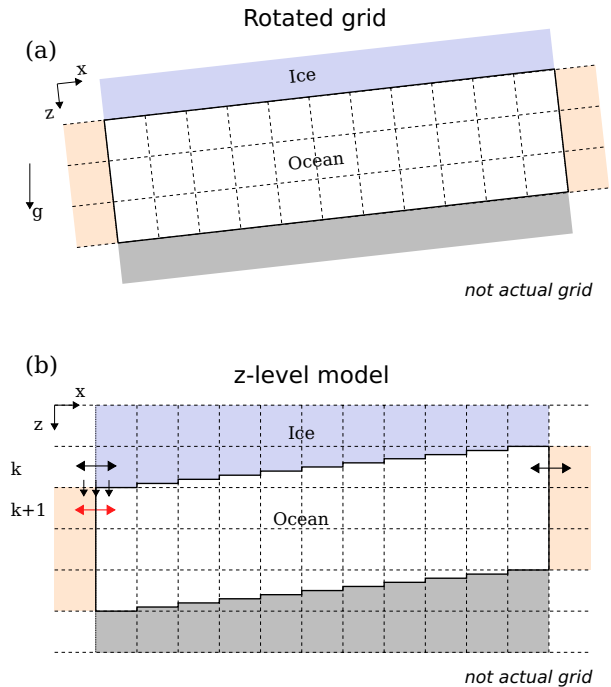 Rotated grid
(a)
x
Ice
z
Ocean
g
not actual grid
(b)
z-level model
x
z
Ice
k
k+1
Ocean
not actual grid